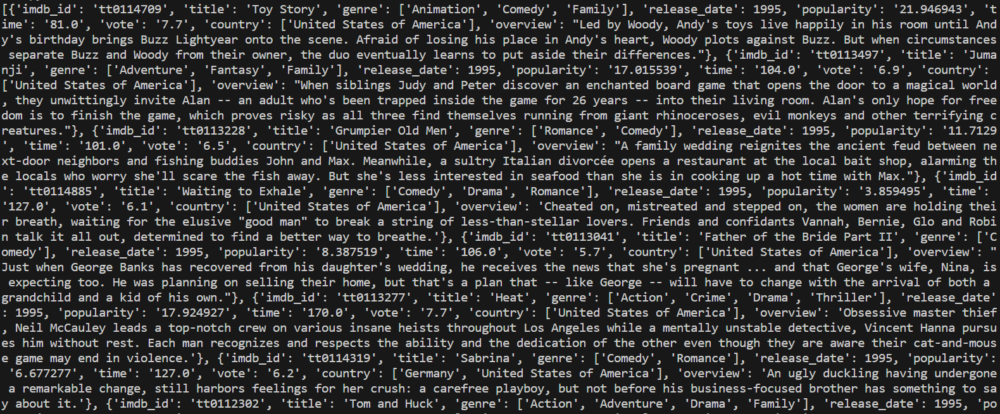 [{'imdb_id': 'tt0114709', 'title': 'Toy Story', 'genre': ['Animation', 'Comedy', 'Family'], 'release_date': 1995, 'popularity': '21.946943', 't
ime': '81.0', 'vote': '7.7', 'country': ['United States of America'], 'overview': "Led by Woody, Andy's toys live happily in his room until And
y's birthday brings Buzz Lightyear onto the scene. Afraid of losing his place in Andy's heart, Woody plots against Buzz. But when circumstances
 separate Buzz and Woody from their owner, the duo eventually learns to put aside their differences."}, {'imdb_id': 'tt0113497', 'title': 'Juma
nji', 'genre': ['Adventure', 'Fantasy', 'Family'], 'release_date': 1995, 'popularity': '17.015539', 'time': '104.0', 'vote': '6.9', 'country':
['United States of America'], 'overview': "When siblings Judy and Peter discover an enchanted board game that opens the door to a magical world
, they unwittingly invite Alan -- an adult who's been trapped inside the game for 26 years -- into their living room. Alan's only hope for free
dom is to finish the game, which proves risky as all three find themselves running from giant rhinoceroses, evil monkeys and other terrifying c
reatures."}, {'imdb_id': 'tt0113228', 'title': 'Grumpier Old Men', 'genre': ['Romance', 'Comedy'], 'release_date': 1995, 'popularity': '11.7129
', 'time': '101.0', 'vote': '6.5', 'country': ['United States of America'], 'overview': "A family wedding reignites the ancient feud between ne
xt-door neighbors and fishing buddies John and Max. Meanwhile, a sultry Italian divorcée opens a restaurant at the local bait shop, alarming th
e locals who worry she'll scare the fish away. But she's less interested in seafood than she is in cooking up a hot time with Max."}, {'imdb_id
': 'tt0114885', 'title': 'Waiting to Exhale', 'genre': ['Comedy', 'Drama', 'Romance'], 'release_date': 1995, 'popularity': '3.859495', 'time':
'127.0', 'vote': '6.1', 'country': ['United States of America'], 'overview': 'Cheated on, mistreated and stepped on, the women are holding thei
r breath, waiting for the elusive "good man" to break a string of less-than-stellar lovers. Friends and confidants Vannah, Bernie, Glo and Robi
n talk it all out, determined to find a better way to breathe.'}, {'imdb_id': 'tt0113041', 'title': 'Father of the Bride Part II', 'genre': ['C
omedy'], 'release_date': 1995, 'popularity': '8.387519', 'time': '106.0', 'vote': '5.7', 'country': ['United States of America'], 'overview': "
Just when George Banks has recovered from his daughter's wedding, he receives the news that she's pregnant ... and that George's wife, Nina, is
 expecting too. He was planning on selling their home, but that's a plan that -- like George -- will have to change with the arrival of both a
grandchild and a kid of his own."}, {'imdb_id': 'tt0113277', 'title': 'Heat', 'genre': ['Action', 'Crime', 'Drama', 'Thriller'], 'release_date'
: 1995, 'popularity': '17.924927', 'time': '170.0', 'vote': '7.7', 'country': ['United States of America'], 'overview': 'Obsessive master thief
, Neil McCauley leads a top-notch crew on various insane heists throughout Los Angeles while a mentally unstable detective, Vincent Hanna pursu
es him without rest. Each man recognizes and respects the ability and the dedication of the other even though they are aware their cat-and-mous
e game may end in violence.'}, {'imdb_id': 'tt0114319', 'title': 'Sabrina', 'genre': ['Comedy', 'Romance'], 'release_date': 1995, 'popularity':
 '6.677277', 'time': '127.0', 'vote': '6.2', 'country': ['Germany', 'United States of America'], 'overview': 'An ugly duckling having undergone
 a remarkable change, still harbors feelings for her crush: a carefree playboy, but not before his business-focused brother has something to sa
y about it.'}, {'imdb_id': 'tt0112302', 'title': 'Tom and Huck', 'genre': ['Action', 'Adventure', 'Drama', 'Family'], 'release_date': 1995, 'po